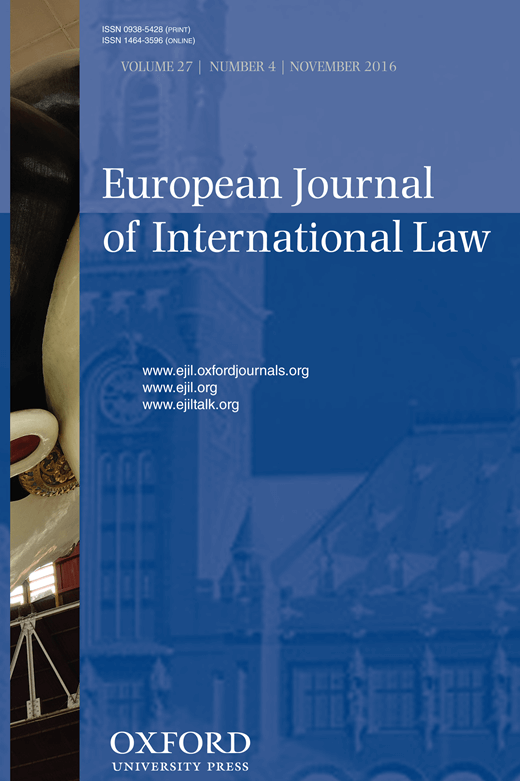 ISSN 0938-5428 (PRINT)
ISSN 1464-3596 (ONLINE)
VOLUME 27 | NUMBER 4 | NOVEMBER 2016
European Journal
of International Law
www.ejil.oxfordjournals.org
www.ejil.org
www.ejiltalk.org
OXFORD
UNIVERSITY PRESS